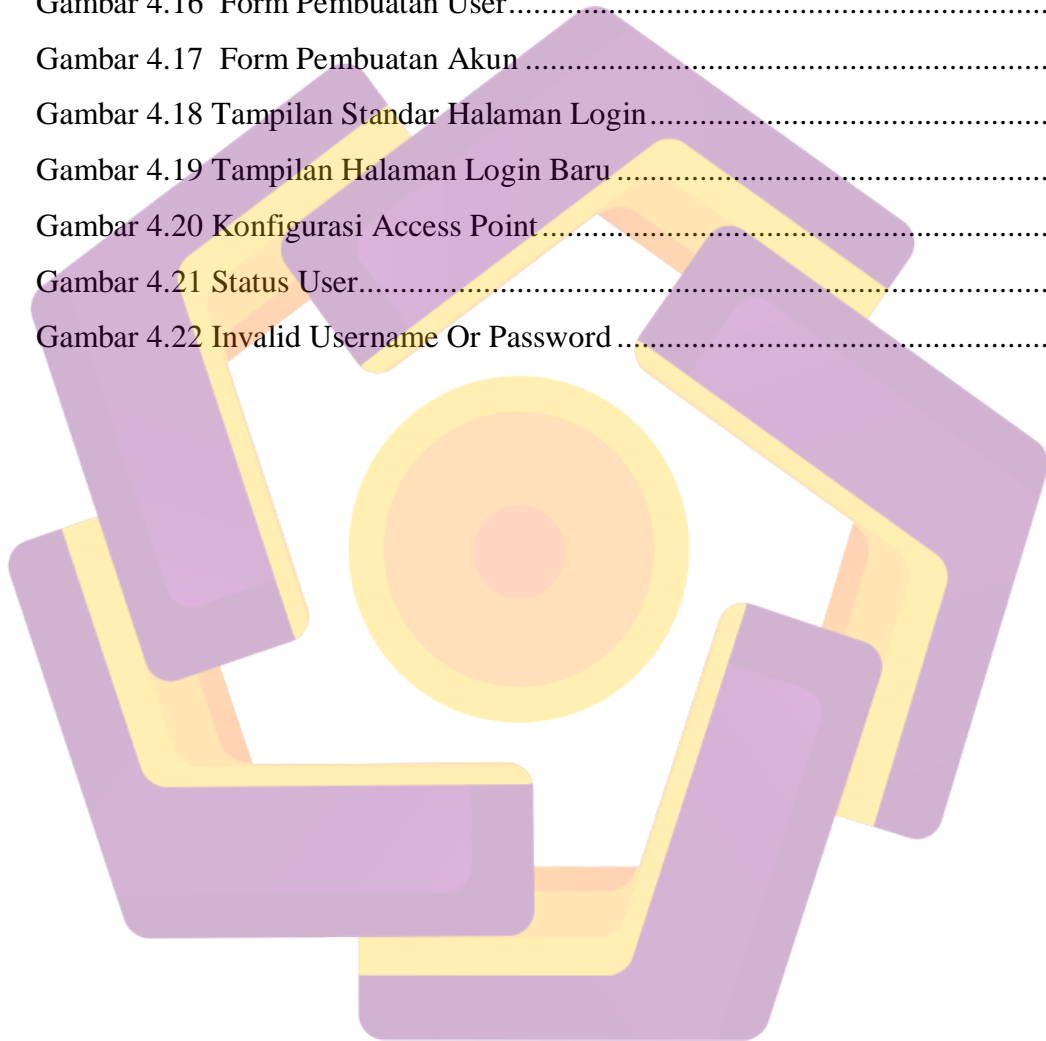 Gambar 4.16  Form Pembuatan User................................................................
Gambar 4.17  Form Pembuatan Akun ..............................................................
Gambar 4.18 Tampilan Standar Halaman Login..................................................
Gambar 4.19 Tampilan Halaman Login Baru ......................................................
Gambar 4.20 Konfigurasi Access Point...............................................................
Gambar 4.21 Status User......................................................................................
Gambar 4.22 Invalid Username Or Password ......................................................